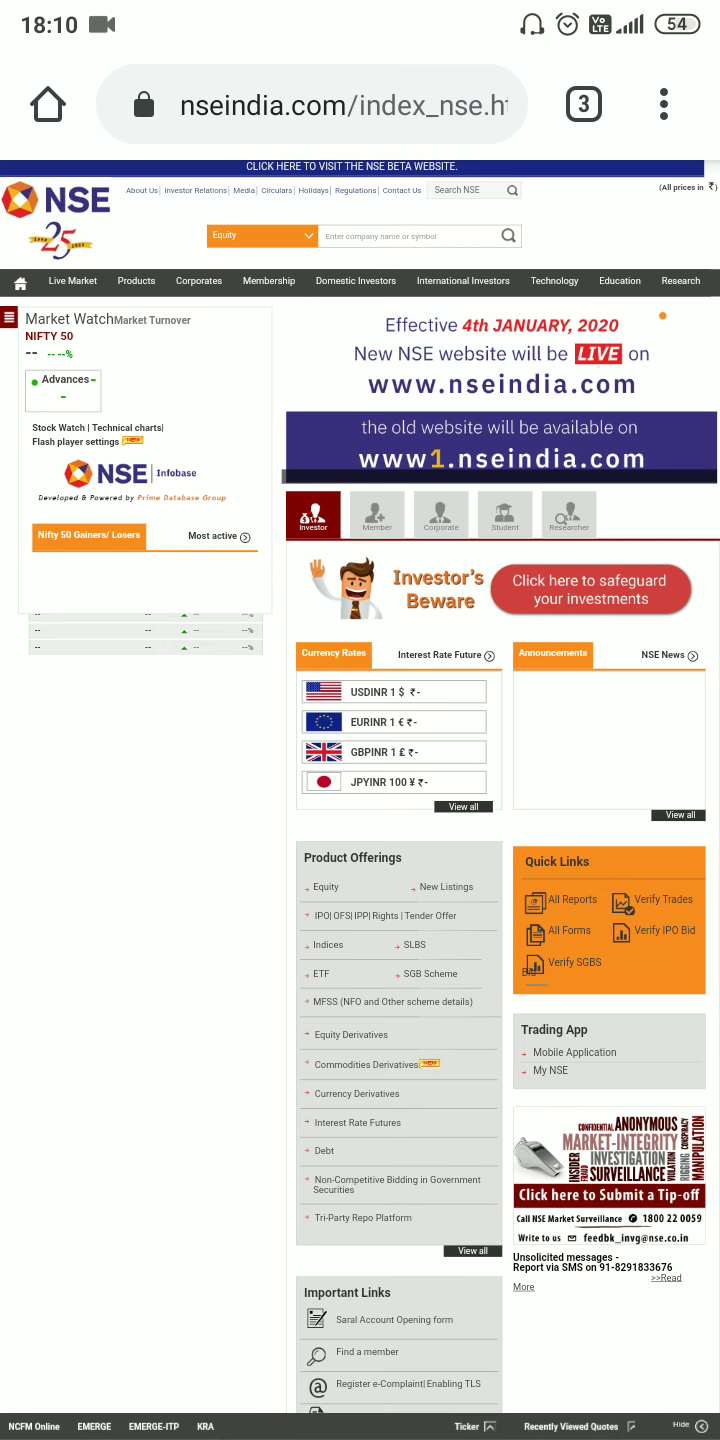 18:10
Vo LTE
54
nseindia.com/index_nse.h
3
CLICK HERE TO VISIT THE NSE BETA WEBSITE.
NSE
About Us| Investor Relations| Media| Circulars| Holidays| Regulations| Contact Us
Search NSE
(All prices in ₹)
25
Equity
Enter company name or symbol
Live Market Products Corporates Membership Domestic Investors International Investors Technology Education Research
Market Watch Market Turnover
NIFTY 50
-- -- --%
Advances -
-
Stock Watch | Technical charts|
Flash player settings NEW
NSE Infobase
Developed & Powered by Prime Database Group
Nifty 50 Gainers/ Losers
Most active
-- -- -- --%
-- -- -- --%
-- -- -- --%
Effective 4th JANUARY, 2020
New NSE website will be LIVE on
www.nseindia.com
the old website will be available on
www1.nseindia.com
Investor Member Corporate Student Researcher
Investor's Beware
Click here to safeguard
your investments
Currency Rates
Interest Rate Future
USDINR 1 $ ₹-
EURINR 1 € ₹-
GBPINR 1 £ ₹-
JPYINR 100 ¥ ₹-
View all
Announcements
NSE News
View all
Product Offerings
Equity
New Listings
IPO| OFS| IPP| Rights | Tender Offer
Indices
SLBS
ETF
SGB Scheme
MFSS (NFO and Other scheme details)
Equity Derivatives
Commodities Derivatives NEW
Currency Derivatives
Interest Rate Futures
Debt
Non-Competitive Bidding in Government
Securities
Tri-Party Repo Platform
View all
Quick Links
All Reports
Verify Trades
All Forms
Verify IPO Bid
Verify SGBS
Bid
Trading App
Mobile Application
My NSE
CONFIDENTIAL ANONYMOUS
MARKET-INTEGRITY
INSIDER FRAUD INVESTIGATION
SURVEILLANCE
VIOLATION RIGGING CONSPIRACY MANIPULATION
Click here to Submit a Tip-off
Call NSE Market Surveillance 1800 22 0059
Write to us feedbk_invg@nse.co.in
Unsolicited messages -
Report via SMS on 91-8291833676
>>Read
More
Important Links
Saral Account Opening form
Find a member
Register e-Complaint| Enabling TLS
NCFM Online EMERGE EMERGE-ITP KRA
Ticker
Recently Viewed Quotes
Hide